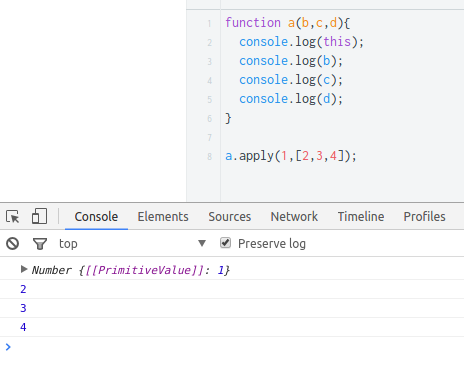 1 function a(b,c,d){
2 console.log(this);
3 console.log(b);
4 console.log(c);
5 console.log(d);
6 }
7
8 a.apply(1,[2,3,4]);
Console Elements Sources Network Timeline Profiles
top Preserve log
Number {[[PrimitiveValue]]: 1}
2
3
4